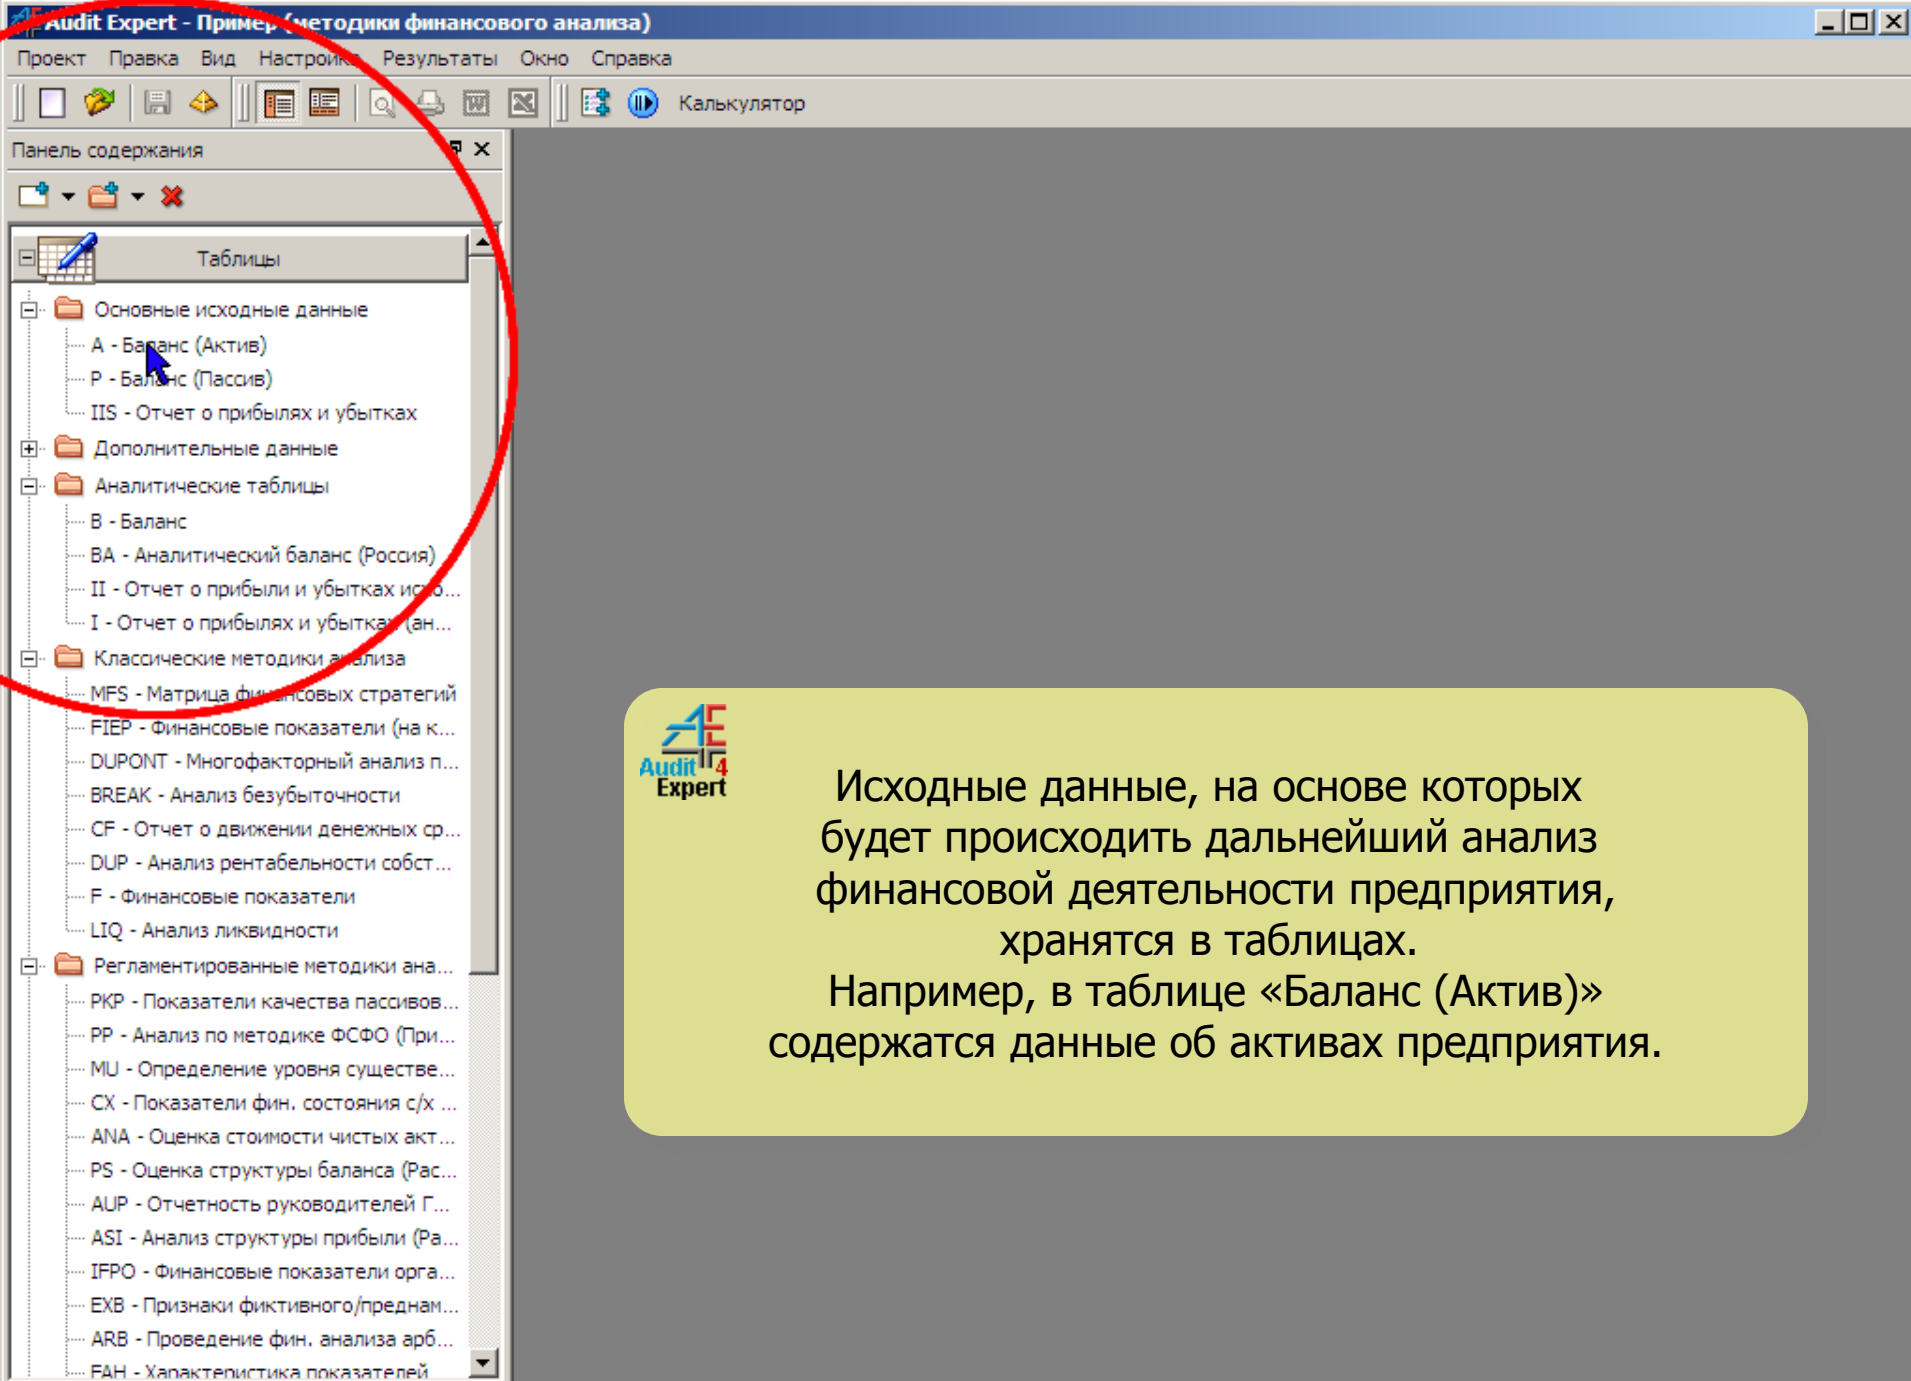 Audit Expert - Пример (методики финансового анализа)
Проект Правка Вид Настройка Результаты Окно Справка
Калькулятор
Панель содержания
Таблицы
Основные исходные данные
A - Баланс (Актив)
P - Баланс (Пассив)
IIS - Отчет о прибылях и убытках
Дополнительные данные
Аналитические таблицы
B - Баланс
BA - Аналитический баланс (Россия)
II - Отчет о прибыли и убытках исхо...
I - Отчет о прибылях и убытках (ан...
Классические методики анализа
MFS - Матрица финансовых стратегий
FIEP - Финансовые показатели (на к...
DUPONT - Многофакторный анализ п...
BREAK - Анализ безубыточности
CF - Отчет о движении денежных ср...
DUP - Анализ рентабельности собст...
F - Финансовые показатели
LIQ - Анализ ликвидности
Регламентированные методики ана...
PKP - Показатели качества пассивов...
PP - Анализ по методике ФСФО (При...
MU - Определение уровня существе...
CX - Показатели фин. состояния с/х ...
ANA - Оценка стоимости чистых акт...
PS - Оценка структуры баланса (Рас...
AUP - Отчетность руководителей Г...
ASI - Анализ структуры прибыли (Ра...
IFPO - Финансовые показатели орга...
EXB - Признаки фиктивного/преднам...
ARB - Проведение фин. анализа арб...
FAH - Характеристика показателей
AE
Audit 4
Expert
Исходные данные, на основе которых
будет происходить дальнейший анализ
финансовой деятельности предприятия,
хранятся в таблицах.
Например, в таблице «Баланс (Актив)»
содержатся данные об активах предприятия.